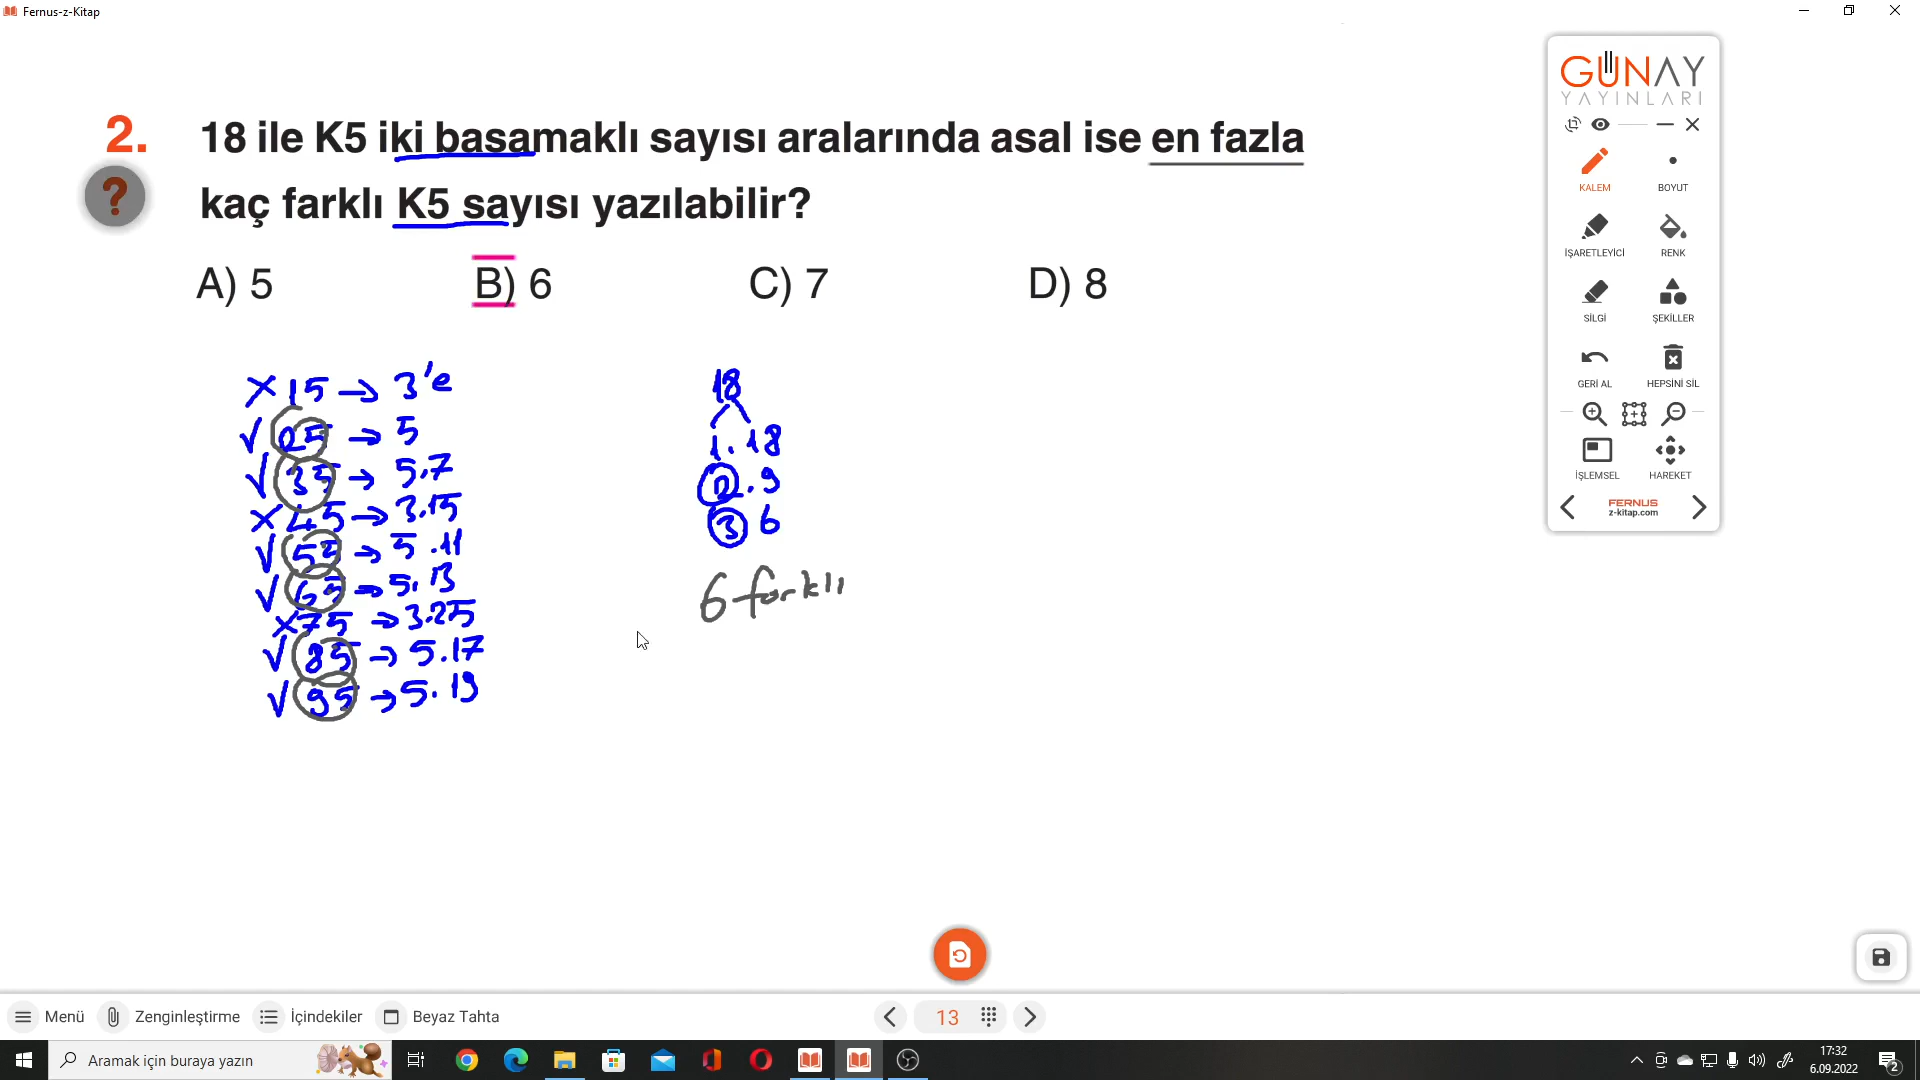 Fernus-z-Kitap
2. 18 ile K5 iki basamaklı sayısı aralarında asal ise en fazla
kaç farklı K5 sayısı yazılabilir?
?
A) 5 B) 6 C) 7 D) 8
X 15 → 3'e
√ 25 → 5
√ 35 → 5.7
X 45 → 3.15
√ 55 → 5.11
√ 65 → 5.13
X 75 → 3.25
√ 85 → 5.17
√ 95 → 5.19
18
1.18
2.9
3 6
6 farklı
GÜNAY
YAYINLARI
KALEM BOYUT
İŞARETLEYİCİ RENK
SİLGİ ŞEKİLLER
GERİ AL HEPSİNİ SİL
İŞLEMSEL HAREKET
FERNUS
z-kitap.com
Menü Zenginleştirme İçindekiler Beyaz Tahta 13
Aramak için buraya yazın
17:32
6.09.2022
2